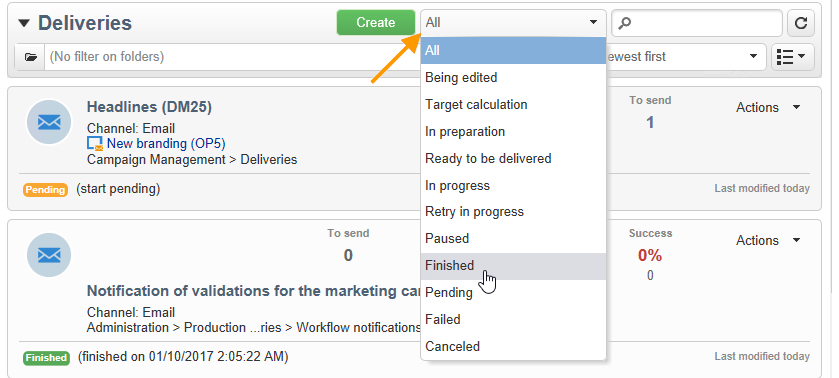 Deliveries
Create
All
(No filter on folders)
ewest first
All
Being edited
Target calculation
In preparation
Ready to be delivered
In progress
Retry in progress
Paused
Finished
Pending
Failed
Canceled
Headlines (DM25)
Channel: Email
New branding (OP5)
Campaign Management > Deliveries
To send
1
Actions
Pending (start pending)
Last modified today
To send
0
Success
0%
0
Actions
Notification of validations for the marketing ca
Channel: Email
Administration > Production ...ries > Workflow notifications
Finished (finished on 01/10/2017 2:05:22 AM)
Last modified today